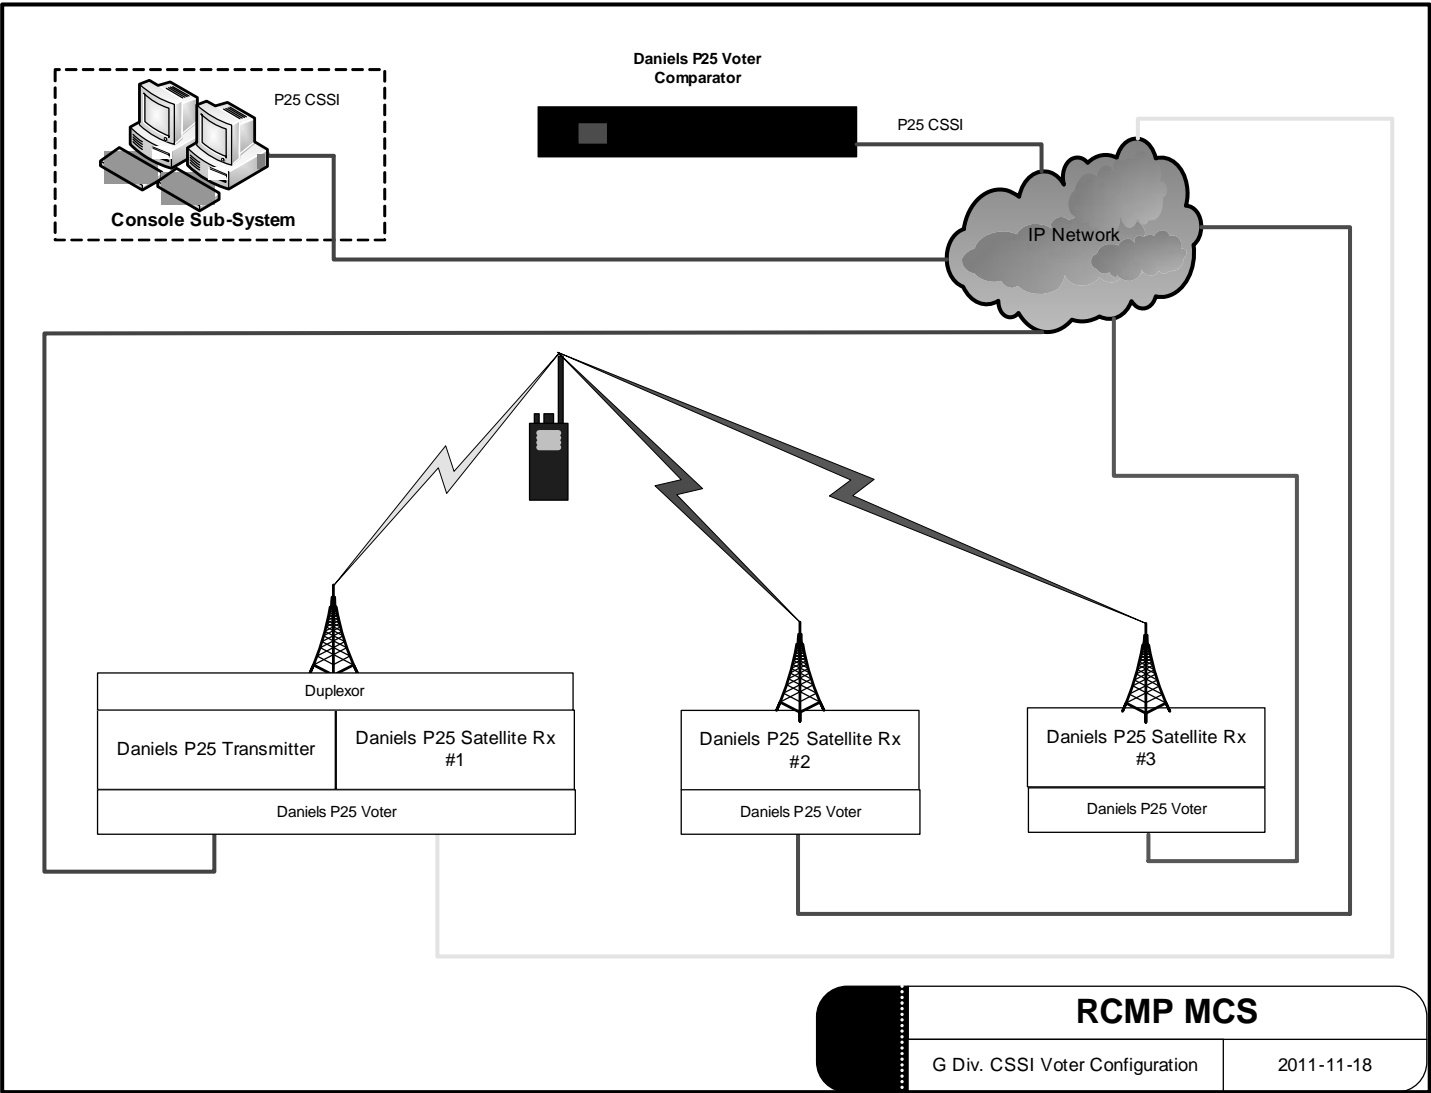 Daniels P25 Voter
Comparator
P25 CSSI
P25 CSSI
Console Sub-System
IP Network
Duplexor
Daniels P25 Transmitter
Daniels P25 Satellite Rx
#1
Daniels P25 Voter
Daniels P25 Satellite Rx
#2
Daniels P25 Voter
Daniels P25 Satellite Rx
#3
Daniels P25 Voter
RCMP MCS
G Div. CSSI Voter Configuration
2011-11-18